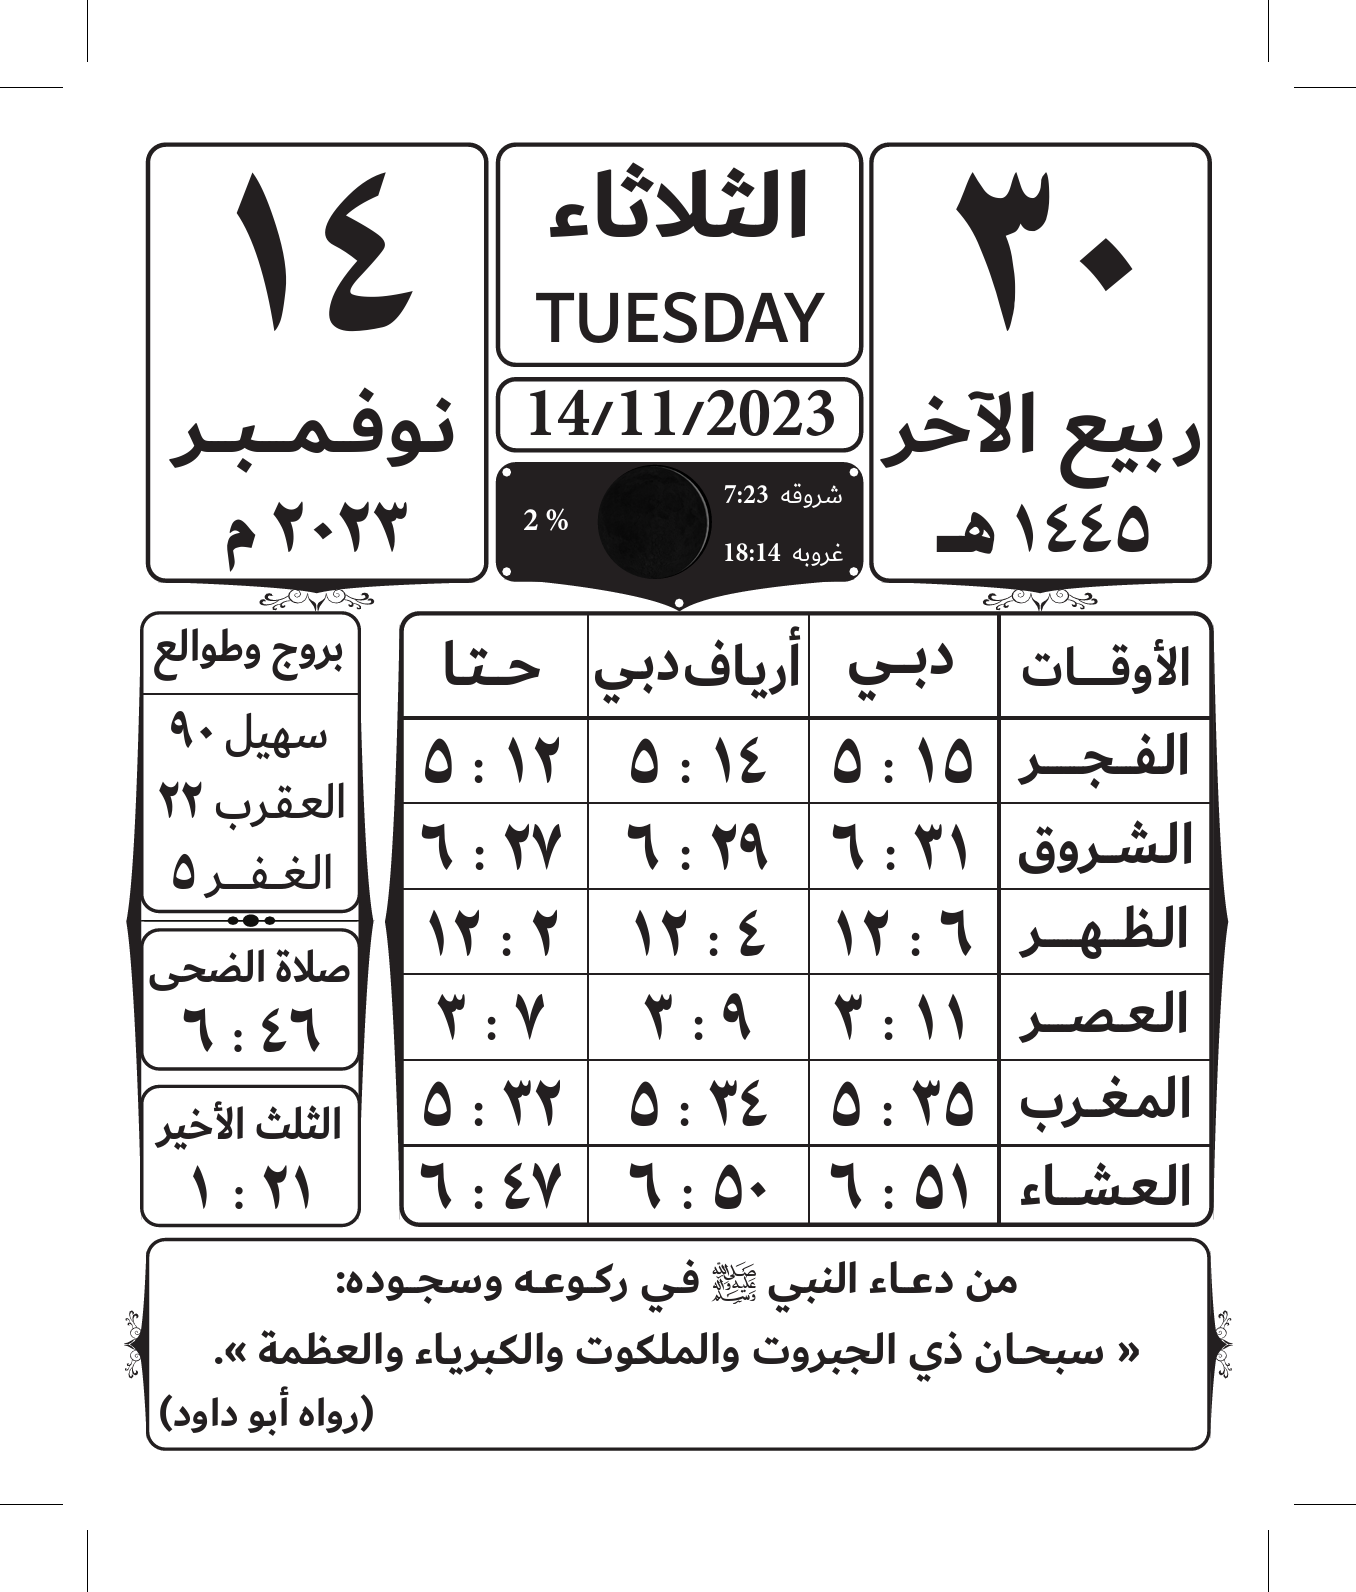 ٣٠
ربيع الآخر
١٤٤٥ هـ
الثلاثاء
TUESDAY
14/11/2023
شروقه 7:23
2 %
غروبه 18:14
١٤
نوفمبر
٢٠٢٣ م
الأوقات دبي أرياف دبي حتا
الفجر ٥ : ١٥ ٥ : ١٤ ٥ : ١٢
الشروق ٦ : ٣١ ٦ : ٢٩ ٦ : ٢٧
الظهر ١٢ : ٦ ١٢ : ٤ ١٢ : ٢
العصر ٣ : ١١ ٣ : ٩ ٣ : ٧
المغرب ٥ : ٣٥ ٥ : ٣٤ ٥ : ٣٢
العشاء ٦ : ٥١ ٦ : ٥٠ ٦ : ٤٧
بروج وطوالع
سهيل ٩٠
العقرب ٢٢
الغفر ٥
صلاة الضحى
٦ : ٤٦
الثلث الأخير
١ : ٢١
من دعاء النبي ﷺ في ركوعه وسجوده:
« سبحان ذي الجبروت والملكوت والكبرياء والعظمة ».
(رواه أبو داود)